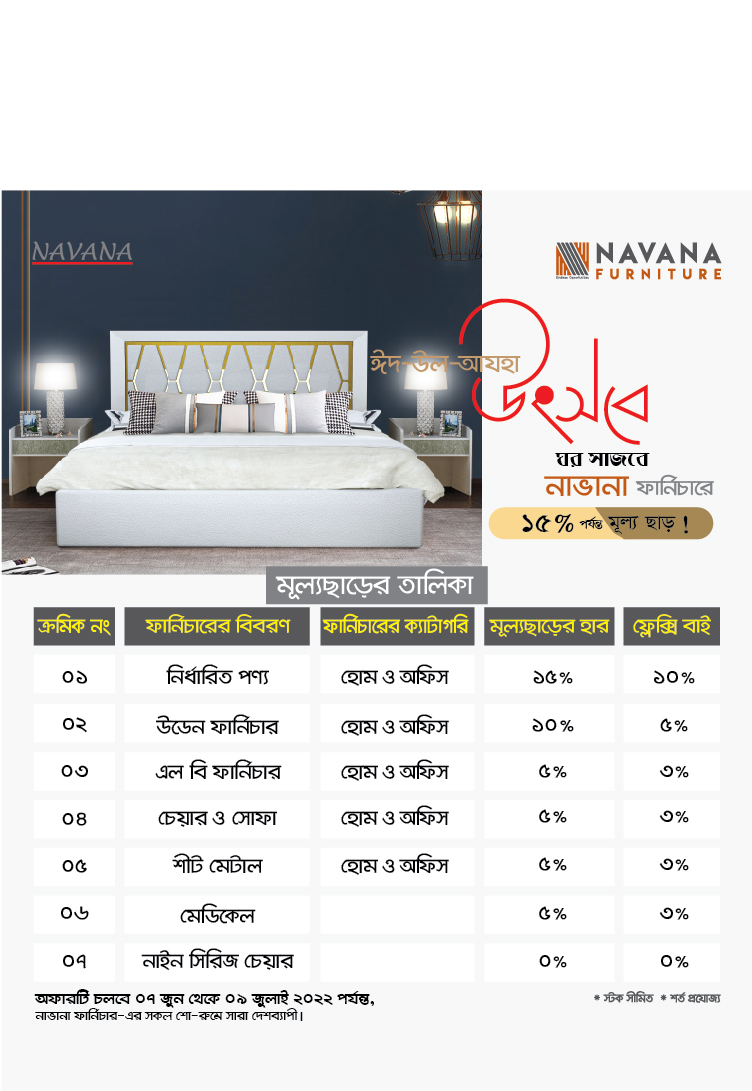 NAVANA
NAVANA
FURNITURE
ঈদ-উল-আযহা
উৎসবে
ঘর সাজবে
নাভানা ফার্নিচারে
১৫% পর্যন্ত মূল্য ছাড় !
মূল্যছাড়ের তালিকা
ক্রমিক নং ফার্নিচারের বিবরণ ফার্নিচারের ক্যাটাগরি মূল্যছাড়ের হার ফ্লেক্সি বাই
০১ নির্ধারিত পণ্য হোম ও অফিস ১৫% ১০%
০২ উডেন ফার্নিচার হোম ও অফিস ১০% ৫%
০৩ এল বি ফার্নিচার হোম ও অফিস ৫% ৩%
০৪ চেয়ার ও সোফা হোম ও অফিস ৫% ৩%
০৫ শীট মেটাল হোম ও অফিস ৫% ৩%
০৬ মেডিকেল ৫% ৩%
০৭ নাইন সিরিজ চেয়ার ০% ০%
অফারটি চলবে ০৭ জুন থেকে ০৯ জুলাই ২০২২ পর্যন্ত,
* স্টক সীমিত * শর্ত প্রযোজ্য
নাভানা ফার্নিচার-এর সকল শো-রুমে সারা দেশব্যাপী।